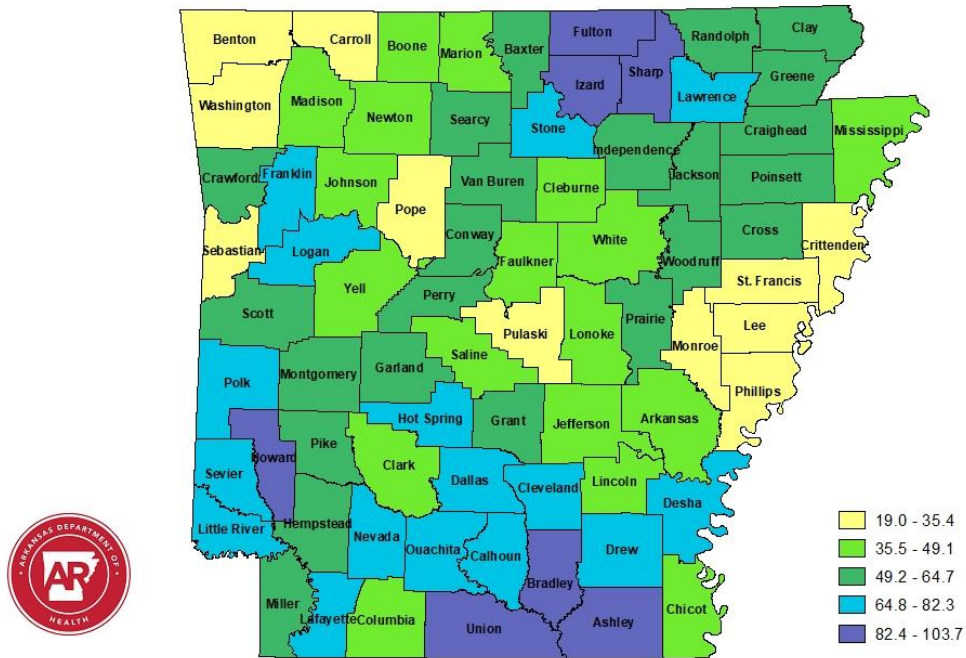 Benton
Carroll
Boone
Marion
Baxter
Fulton
Randolph
Clay
Sharp
Izard
Greene
Washington
Madison
Lawrence
Newton
Searcy
Stone
Craighead
Mississippi
Independence
Crawford
Franklin
Johnson
Van Buren
Cleburne
Jackson
Poinsett
Pope
Conway
White
Cross
Crittenden
Sebastian
Logan
Faulkner
Woodruff
St. Francis
Yell
Perry
Scott
Pulaski
Lonoke
Prairie
Lee
Monroe
Saline
Garland
Montgomery
Polk
Phillips
Hot Spring
Grant
Jefferson
Arkansas
Pike
Howard
Clark
Sevier
Dallas
Cleveland
Lincoln
Desha
Little River
Hempstead
Nevada
Ouachita
Calhoun
Drew
Bradley
Miller
Lafayette
Columbia
Union
Ashley
Chicot
ARKANSAS DEPARTMENT OF
AR
HEALTH
19.0 - 35.4
35.5 - 49.1
49.2 - 64.7
64.8 - 82.3
82.4 - 103.7